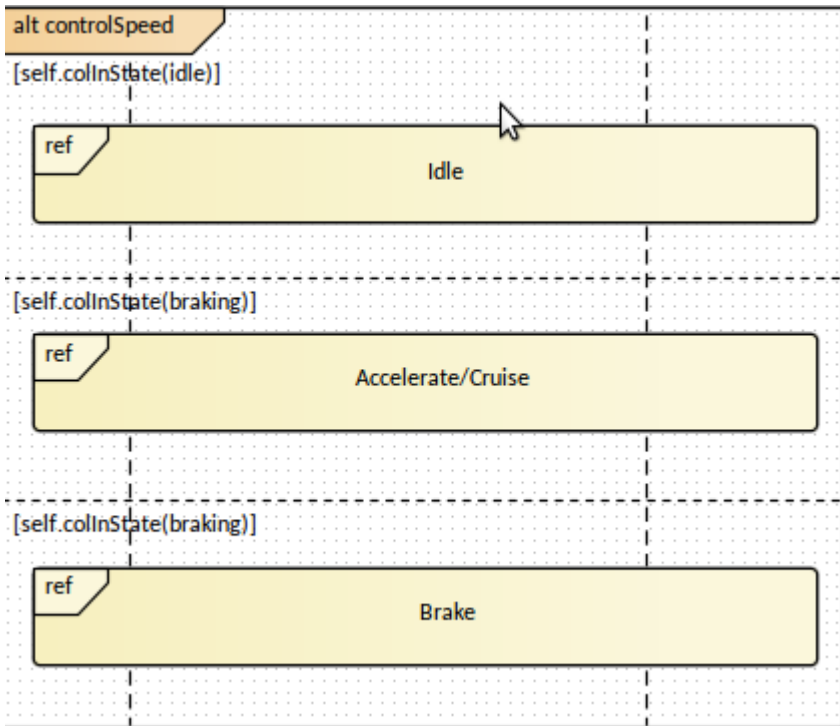 alt controlSpeed
[self.colInState(idle)]
ref
Idle
[self.colInState(braking)]
ref
Accelerate/Cruise
[self.colInState(braking)]
ref
Brake